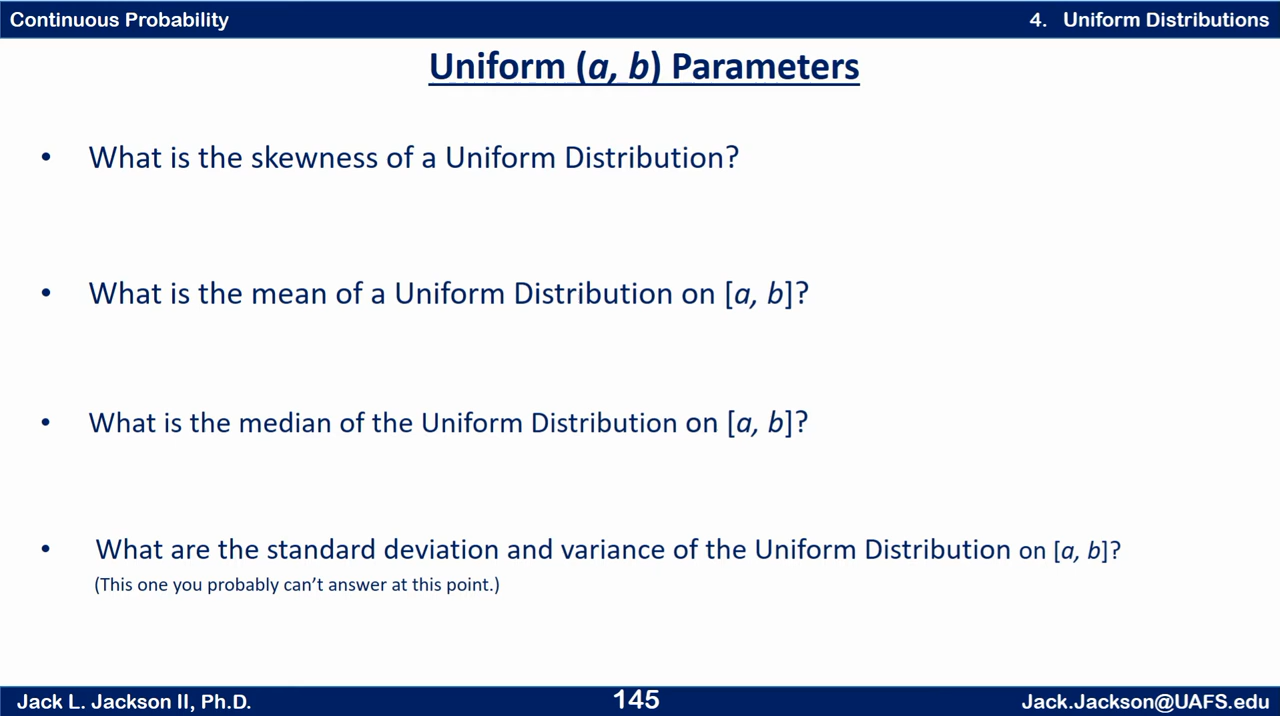 Continuous Probability
4. Uniform Distributions
Uniform (a, b) Parameters
• What is the skewness of a Uniform Distribution?
• What is the mean of a Uniform Distribution on [a, b]?
• What is the median of the Uniform Distribution on [a, b]?
• What are the standard deviation and variance of the Uniform Distribution on [a, b]?
(This one you probably can’t answer at this point.)
Jack L. Jackson II, Ph.D.
145
Jack.Jackson@UAFS.edu